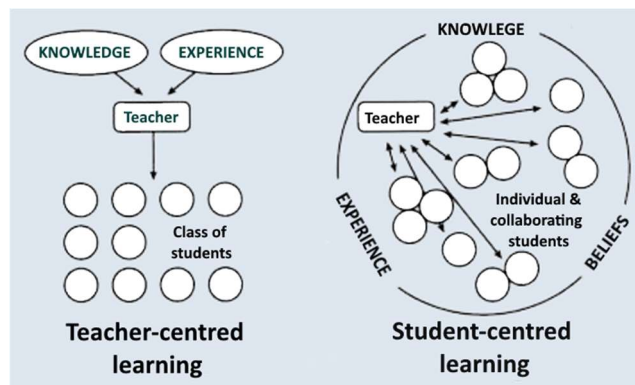 KNOWLEDGE
EXPERIENCE
Teacher
Class of
students
Teacher-centred
learning
KNOWLEGE
Teacher
Individual &
collaborating
students
EXPERIENCE
BELIEFS
Student-centred
learning